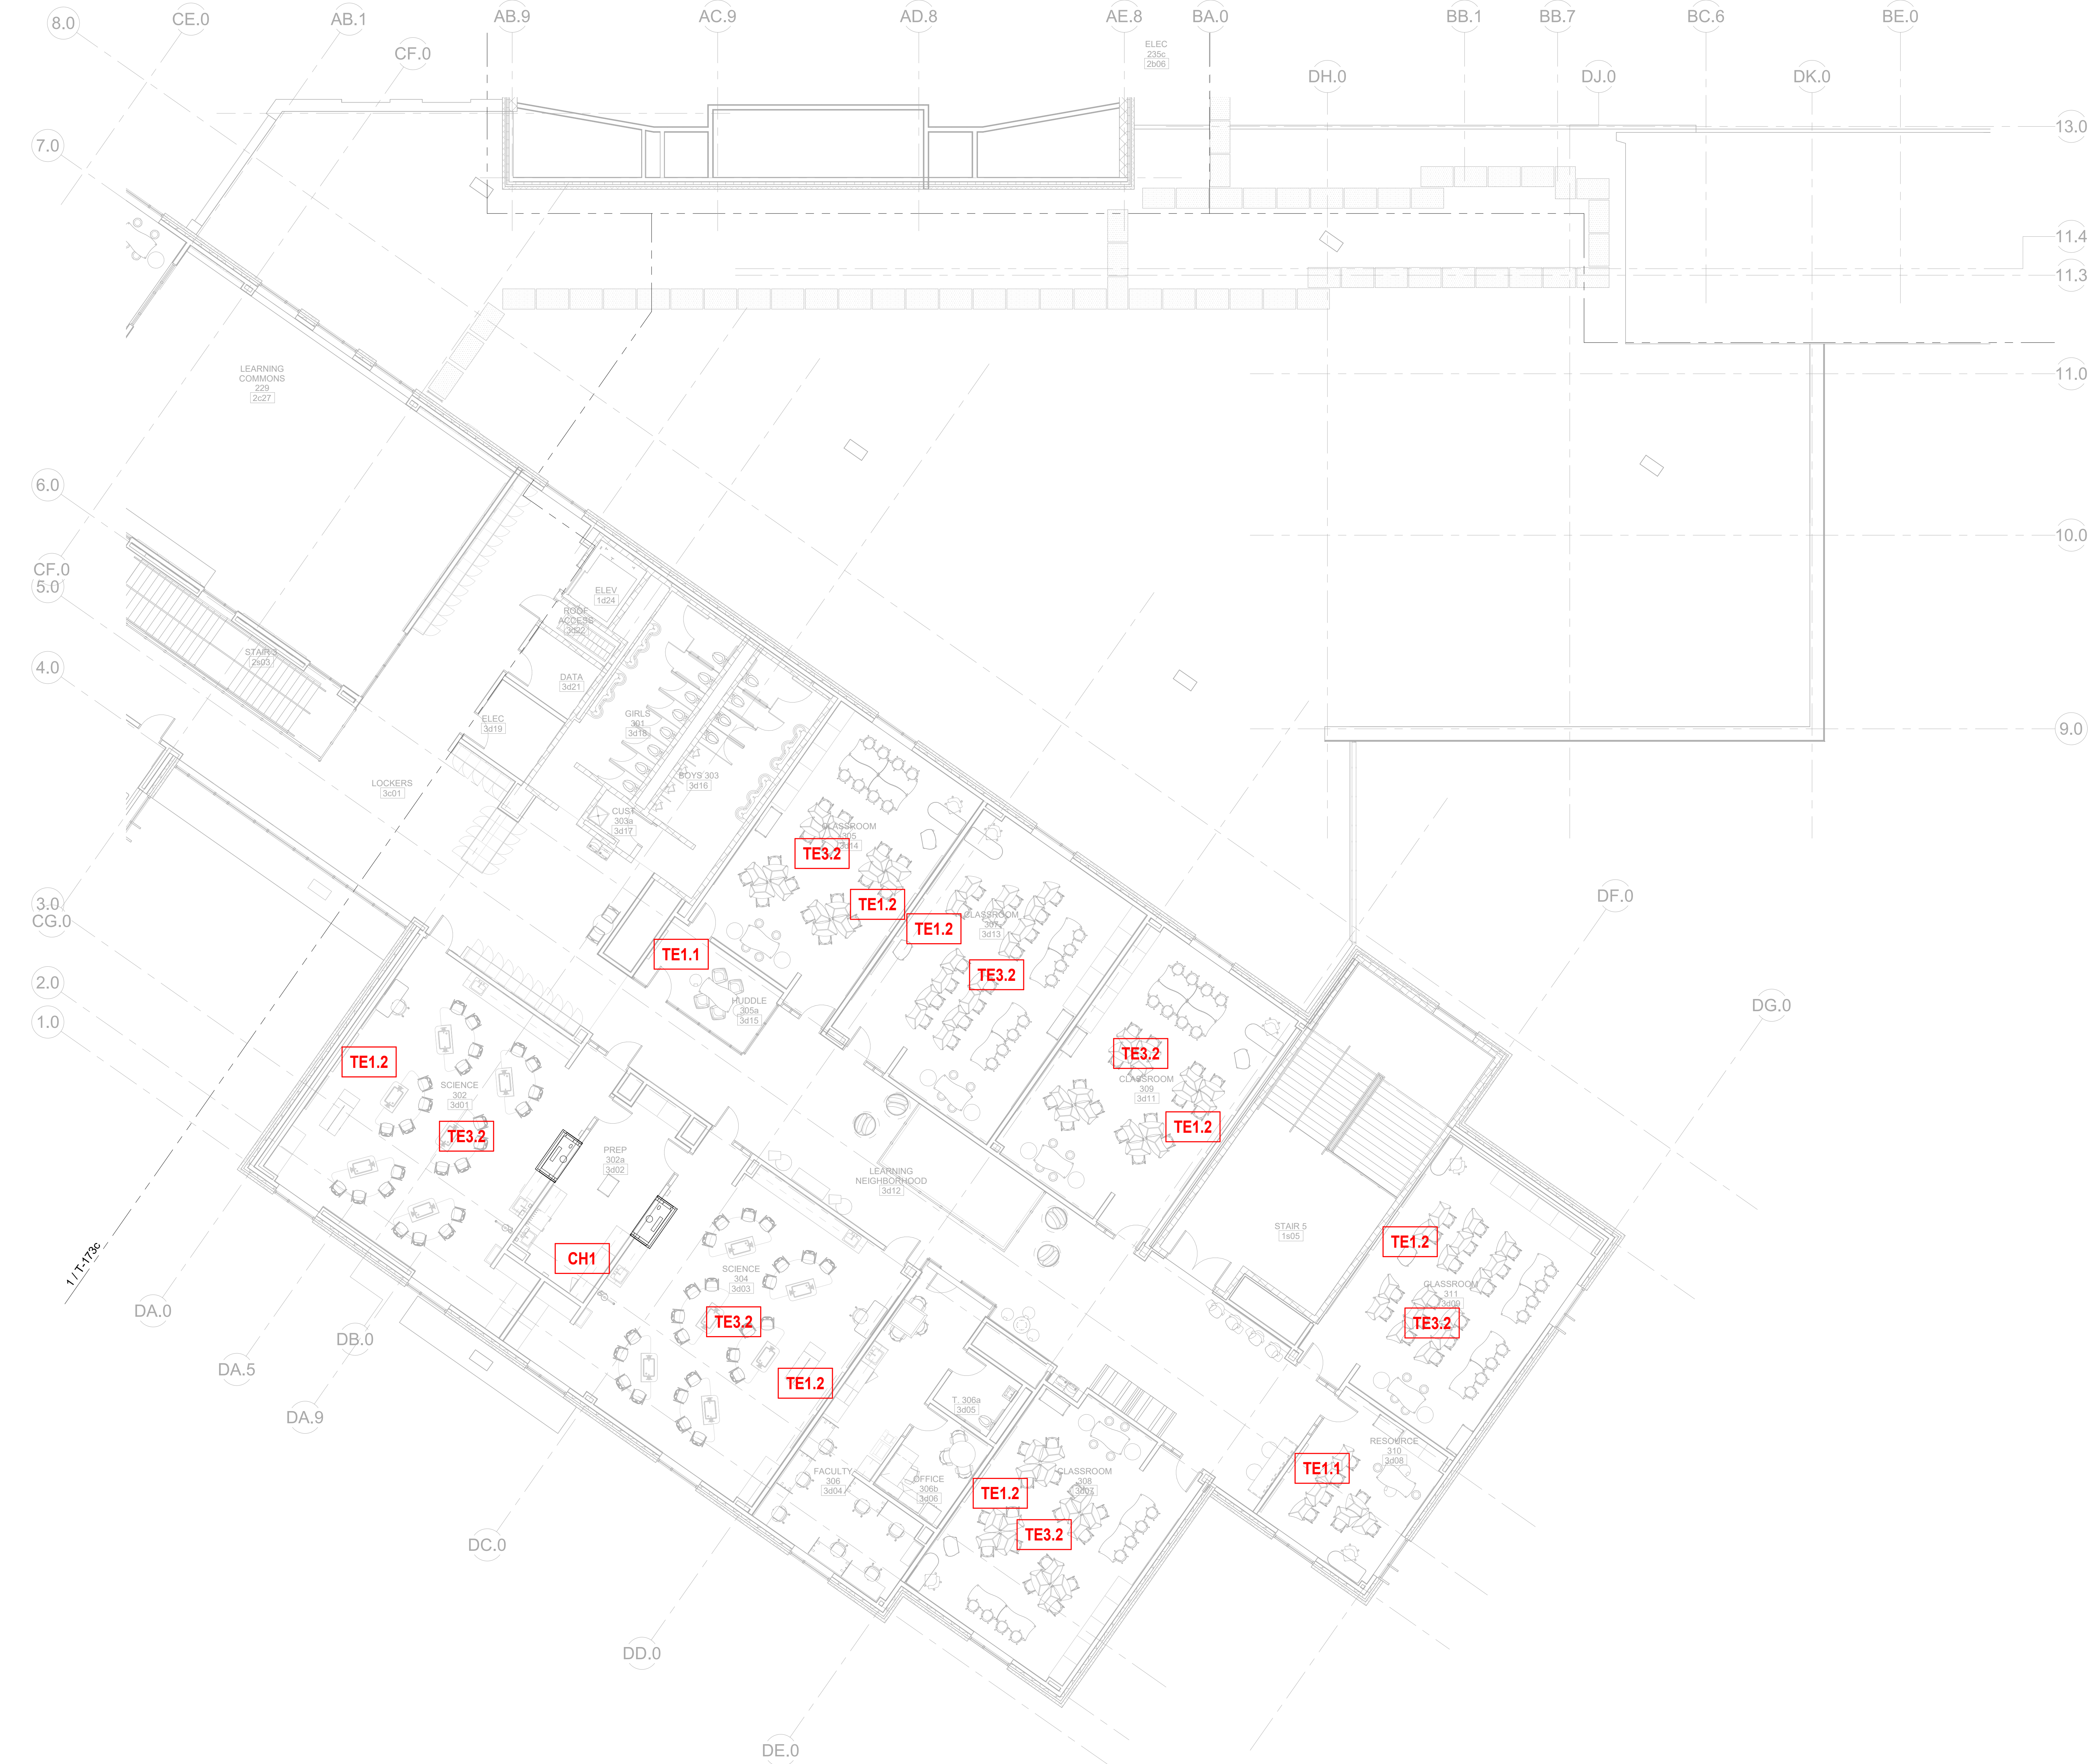 8.0
CE.0
AB.1
CF.0
AB.9
AC.9
AD.8
AE.8
BA.0
BB.1
BB.7
BC.6
BE.0
DH.0
DJ.0
DK.0
ELEC
235c
2b06
7.0
13.0
11.4
11.3
11.0
LEARNING
COMMONS
229
2c27
6.0
10.0
CF.0
5.0
ELEV
1d24
ROOF
ACCESS
3d22
STAIR 3
2s03
4.0
DATA
3d21
GIRLS
301
3d18
ELEC
3d19
9.0
BOYS 303
3d16
LOCKERS
3c01
CUST.
303a
3d17
CLASSROOM
305
3d14
TE3.2
TE1.2
TE1.2
CLASSROOM
307
3d13
TE3.2
3.0
CG.0
DF.0
TE1.1
HUDDLE
305a
3d15
2.0
1.0
DG.0
TE1.2
SCIENCE
302
3d01
TE3.2
TE3.2
CLASSROOM
309
3d11
TE1.2
PREP
302a
3d02
LEARNING
NEIGHBORHOOD
3d12
STAIR 5
1s05
TE1.2
CLASSROOM
311
3d09
TE3.2
CH1
SCIENCE
304
3d03
TE3.2
TE1.2
1 / T-173c
DA.0
DB.0
DA.5
DA.9
T. 306a
3d05
RESOURCE
310
3d08
TE1.1
FACULTY
306
3d04
OFFICE
306b
3d06
CLASSROOM
308
3d07
TE1.2
TE3.2
DC.0
DD.0
DE.0